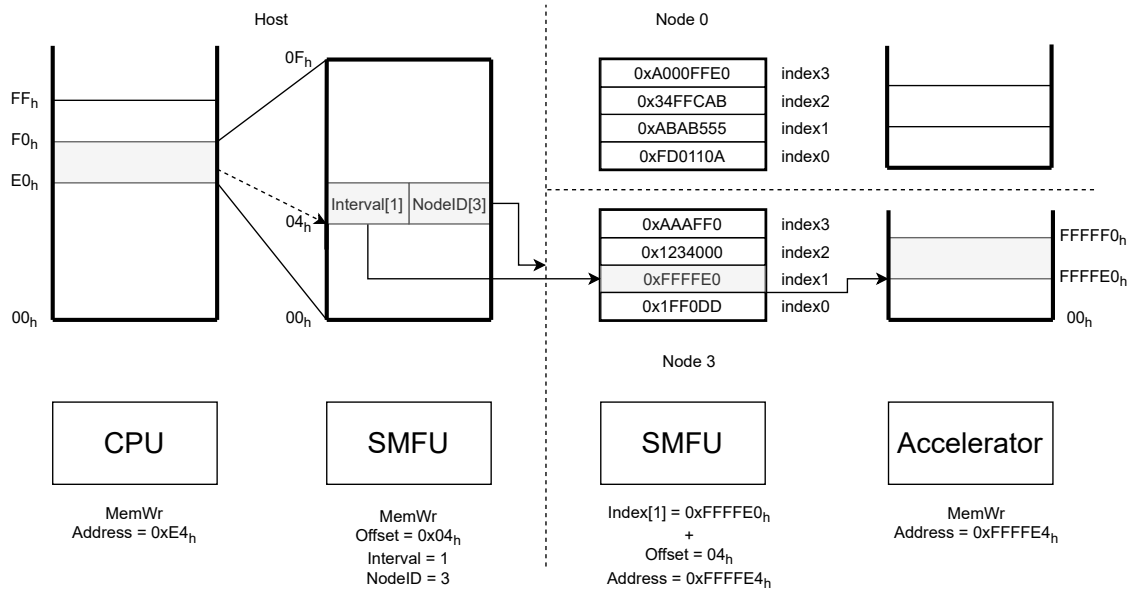 Host
Node 0
FFh
F0h
E0h
00h
0Fh
04h
00h
Interval[1]
NodeID[3]
0xA000FFE0
index3
0x34FFCAB
index2
0xABAB555
index1
0xFD0110A
index0
0xAAAFF0
index3
0x1234000
index2
0xFFFFE0
index1
0x1FF0DD
index0
FFFFF0h
FFFFE0h
00h
Node 3
CPU
SMFU
SMFU
Accelerator
MemWr
Address = 0xE4h
MemWr
Offset = 0x04h
Interval = 1
NodeID = 3
Index[1] = 0xFFFFE0h
+
Offset = 04h
Address = 0xFFFFE4h
MemWr
Address = 0xFFFFE4h